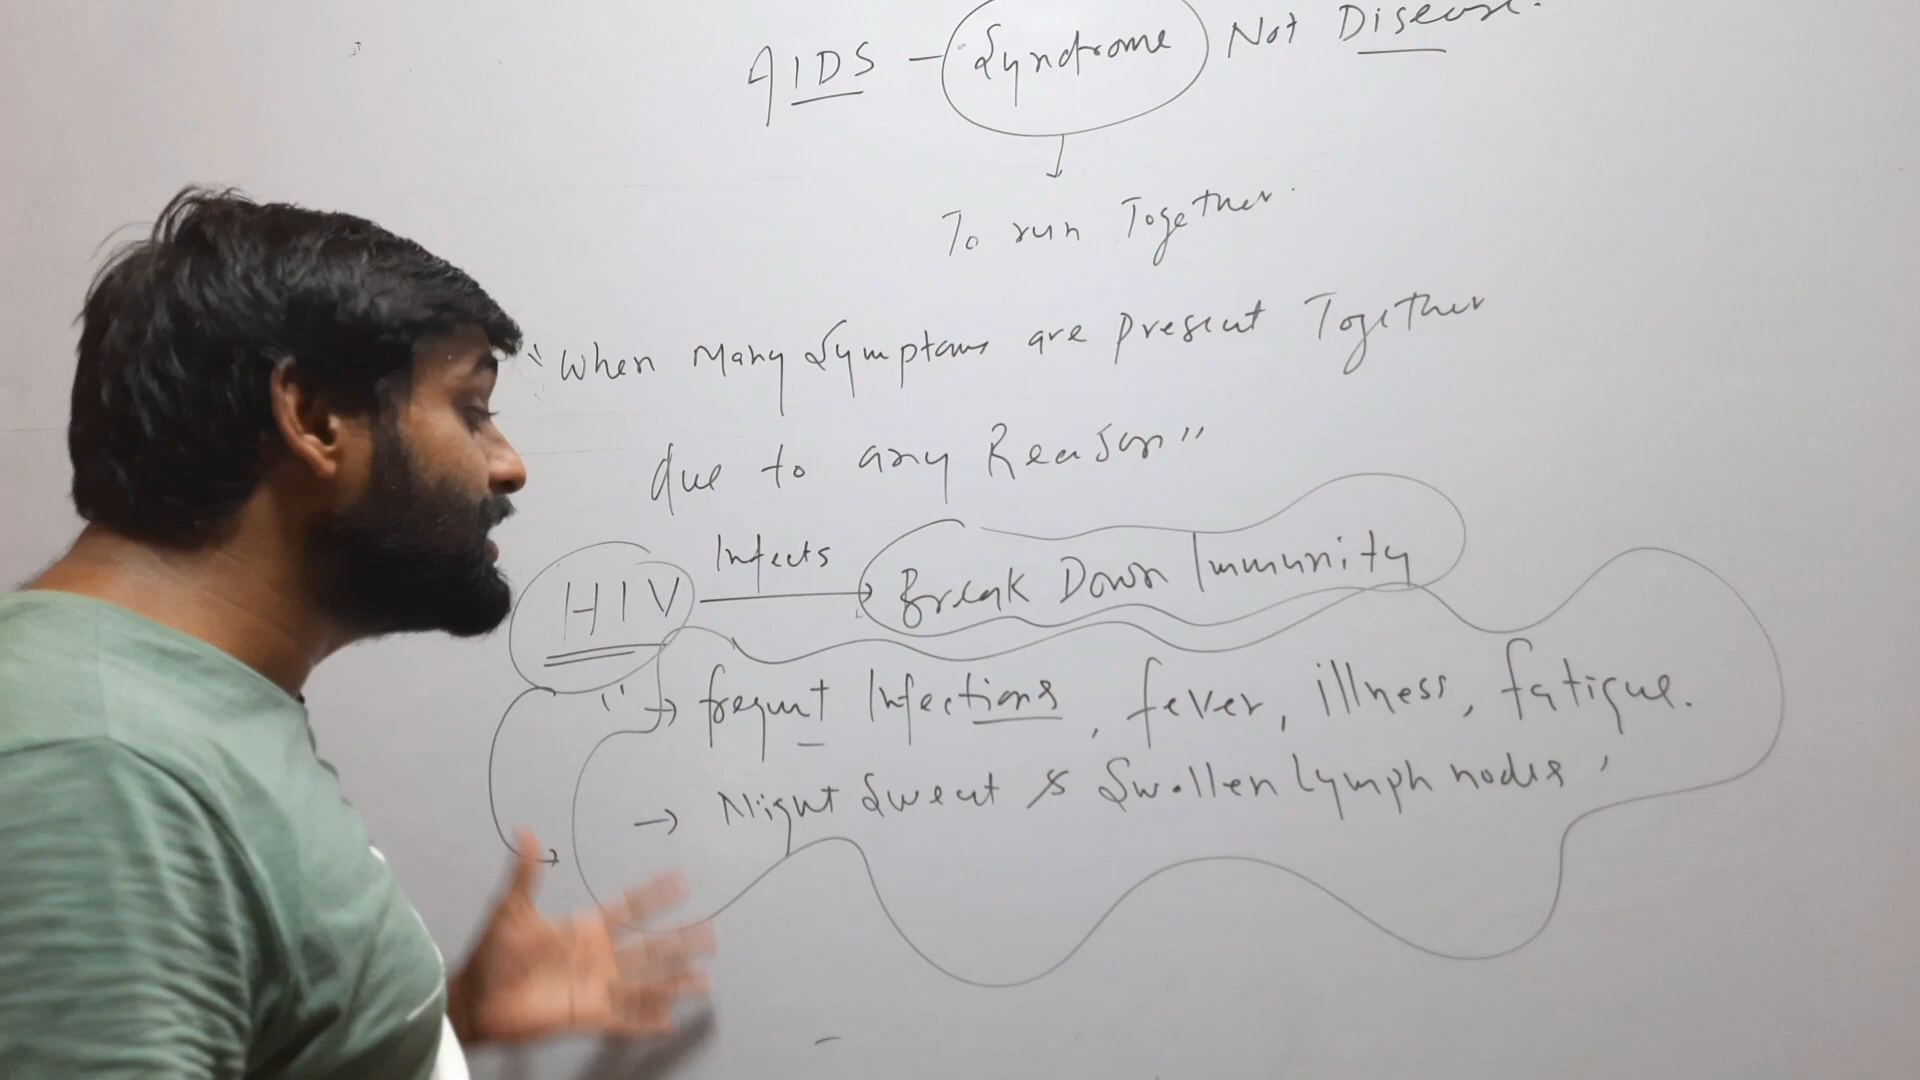 AIDS - Syndrome Not Disease.
To run Together.
"When Many Symptoms are present Together
due to any Reason"
HIV Infects → Break Down Immunity
→ frequnt Infections, fever, illness, fatigue.
→ Night Sweat & Swollen lymph nodes,